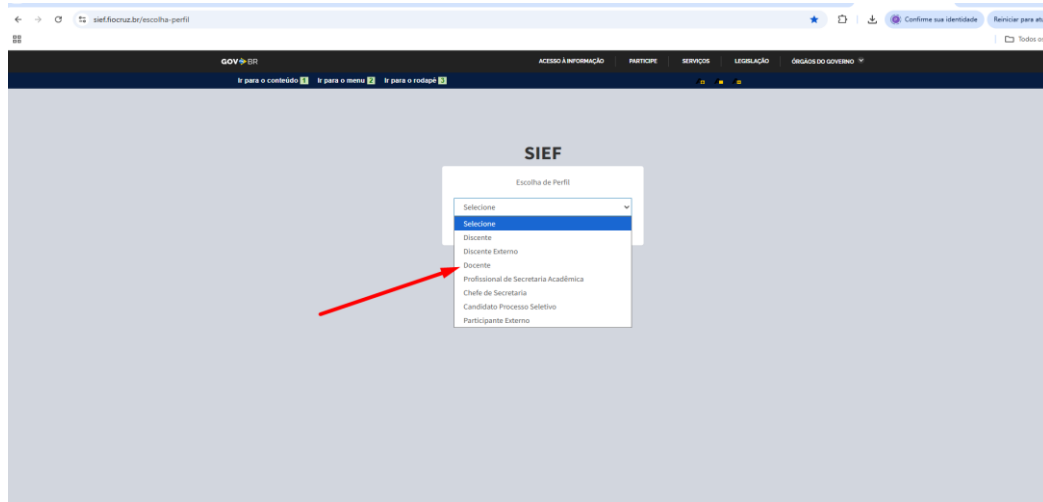 sief.fiocruz.br/escolha-perfil
Confirme sua identidade
Reiniciar para atu
Todos os
GOV BR
ACESSO À INFORMAÇÃO
PARTICIPE
SERVIÇOS
LEGISLAÇÃO
ÓRGÃOS DO GOVERNO
Ir para o conteúdo 1 Ir para o menu 2 Ir para o rodapé 3
SIEF
Escolha de Perfil
Selecione
Selecione
Discente
Discente Externo
Docente
Profissional de Secretaria Acadêmica
Chefe de Secretaria
Candidato Processo Seletivo
Participante Externo